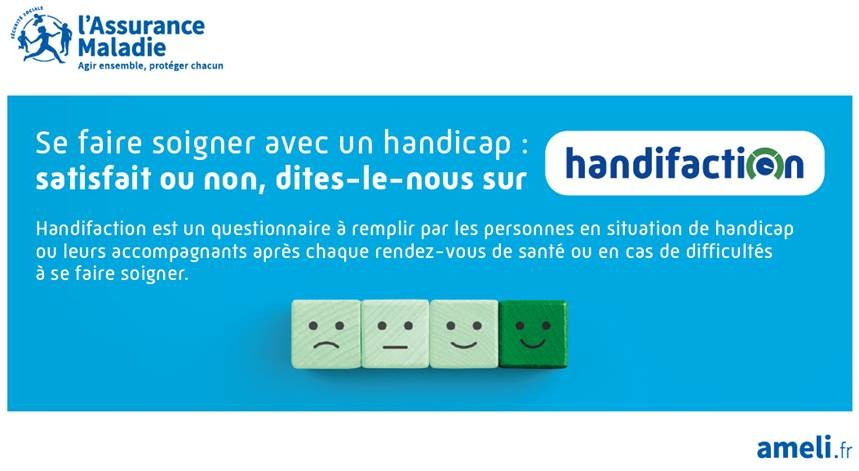 SÉCURITÉ SOCIALE
l'Assurance
Maladie
Agir ensemble, protéger chacun
Se faire soigner avec un handicap :
satisfait ou non, dites-le-nous sur
handifaction
Handifaction est un questionnaire à remplir par les personnes en situation de handicap
ou leurs accompagnants après chaque rendez-vous de santé ou en cas de difficultés
à se faire soigner.
ameli.fr